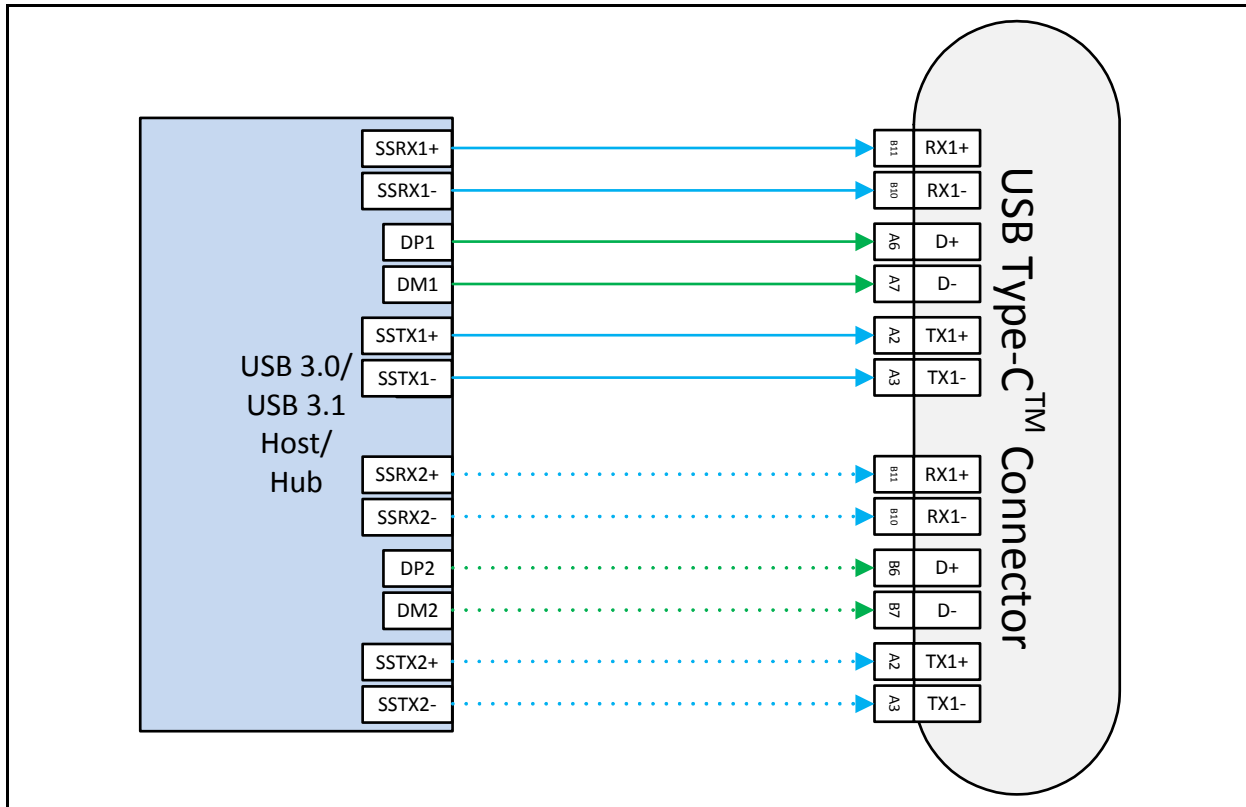 SSRX1+
SSRX1-
DP1
DM1
SSTX1+
SSTX1-
USB 3.0/
USB 3.1
Host/
Hub
SSRX2+
SSRX2-
DP2
DM2
SSTX2+
SSTX2-
B11 RX1+
B10 RX1-
A6 D+
A7 D-
A2 TX1+
A3 TX1-
B11 RX1+
B10 RX1-
B6 D+
B7 D-
A2 TX1+
A3 TX1-
USB Type-C™ Connector